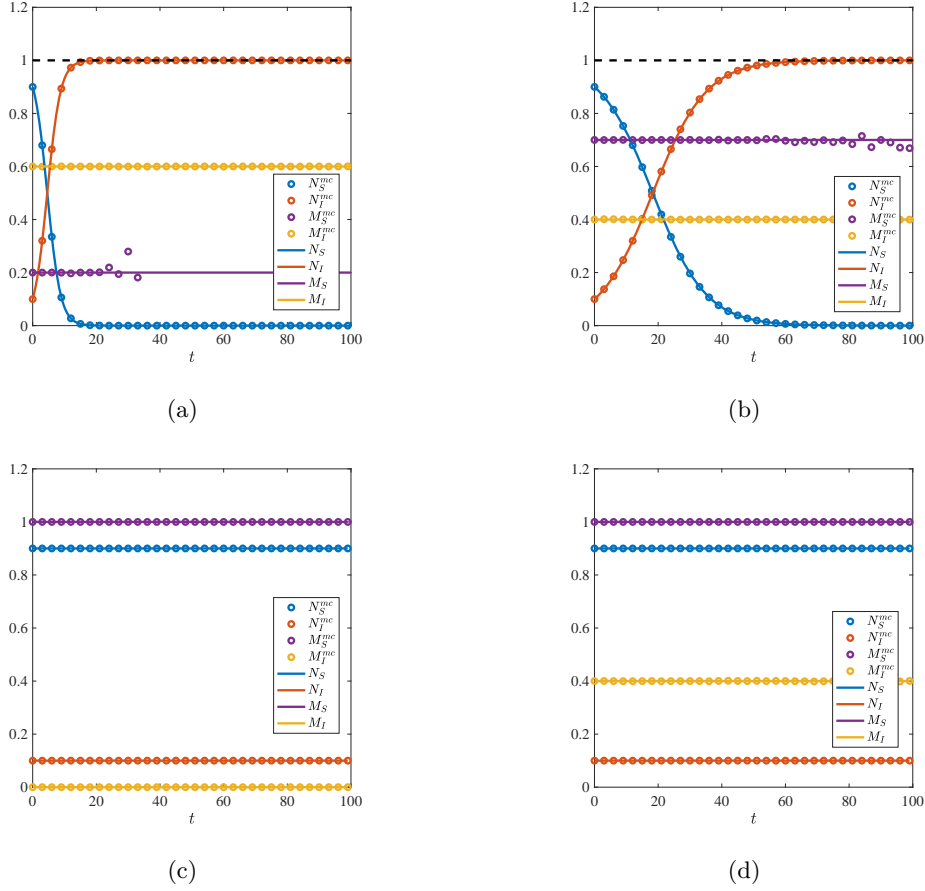 1.2
1
0.8
0.6
0.4
0.2
0
0 20 40 60 80 100
t
N_S^{mc}
N_I^{mc}
M_S^{mc}
M_I^{mc}
N_S
N_I
M_S
M_I
(a)
1.2
1
0.8
0.6
0.4
0.2
0
0 20 40 60 80 100
t
N_S^{mc}
N_I^{mc}
M_S^{mc}
M_I^{mc}
N_S
N_I
M_S
M_I
(b)
1.2
1
0.8
0.6
0.4
0.2
0
0 20 40 60 80 100
t
N_S^{mc}
N_I^{mc}
M_S^{mc}
M_I^{mc}
N_S
N_I
M_S
M_I
(c)
1.2
1
0.8
0.6
0.4
0.2
0
0 20 40 60 80 100
t
N_S^{mc}
N_I^{mc}
M_S^{mc}
M_I^{mc}
N_S
N_I
M_S
M_I
(d)